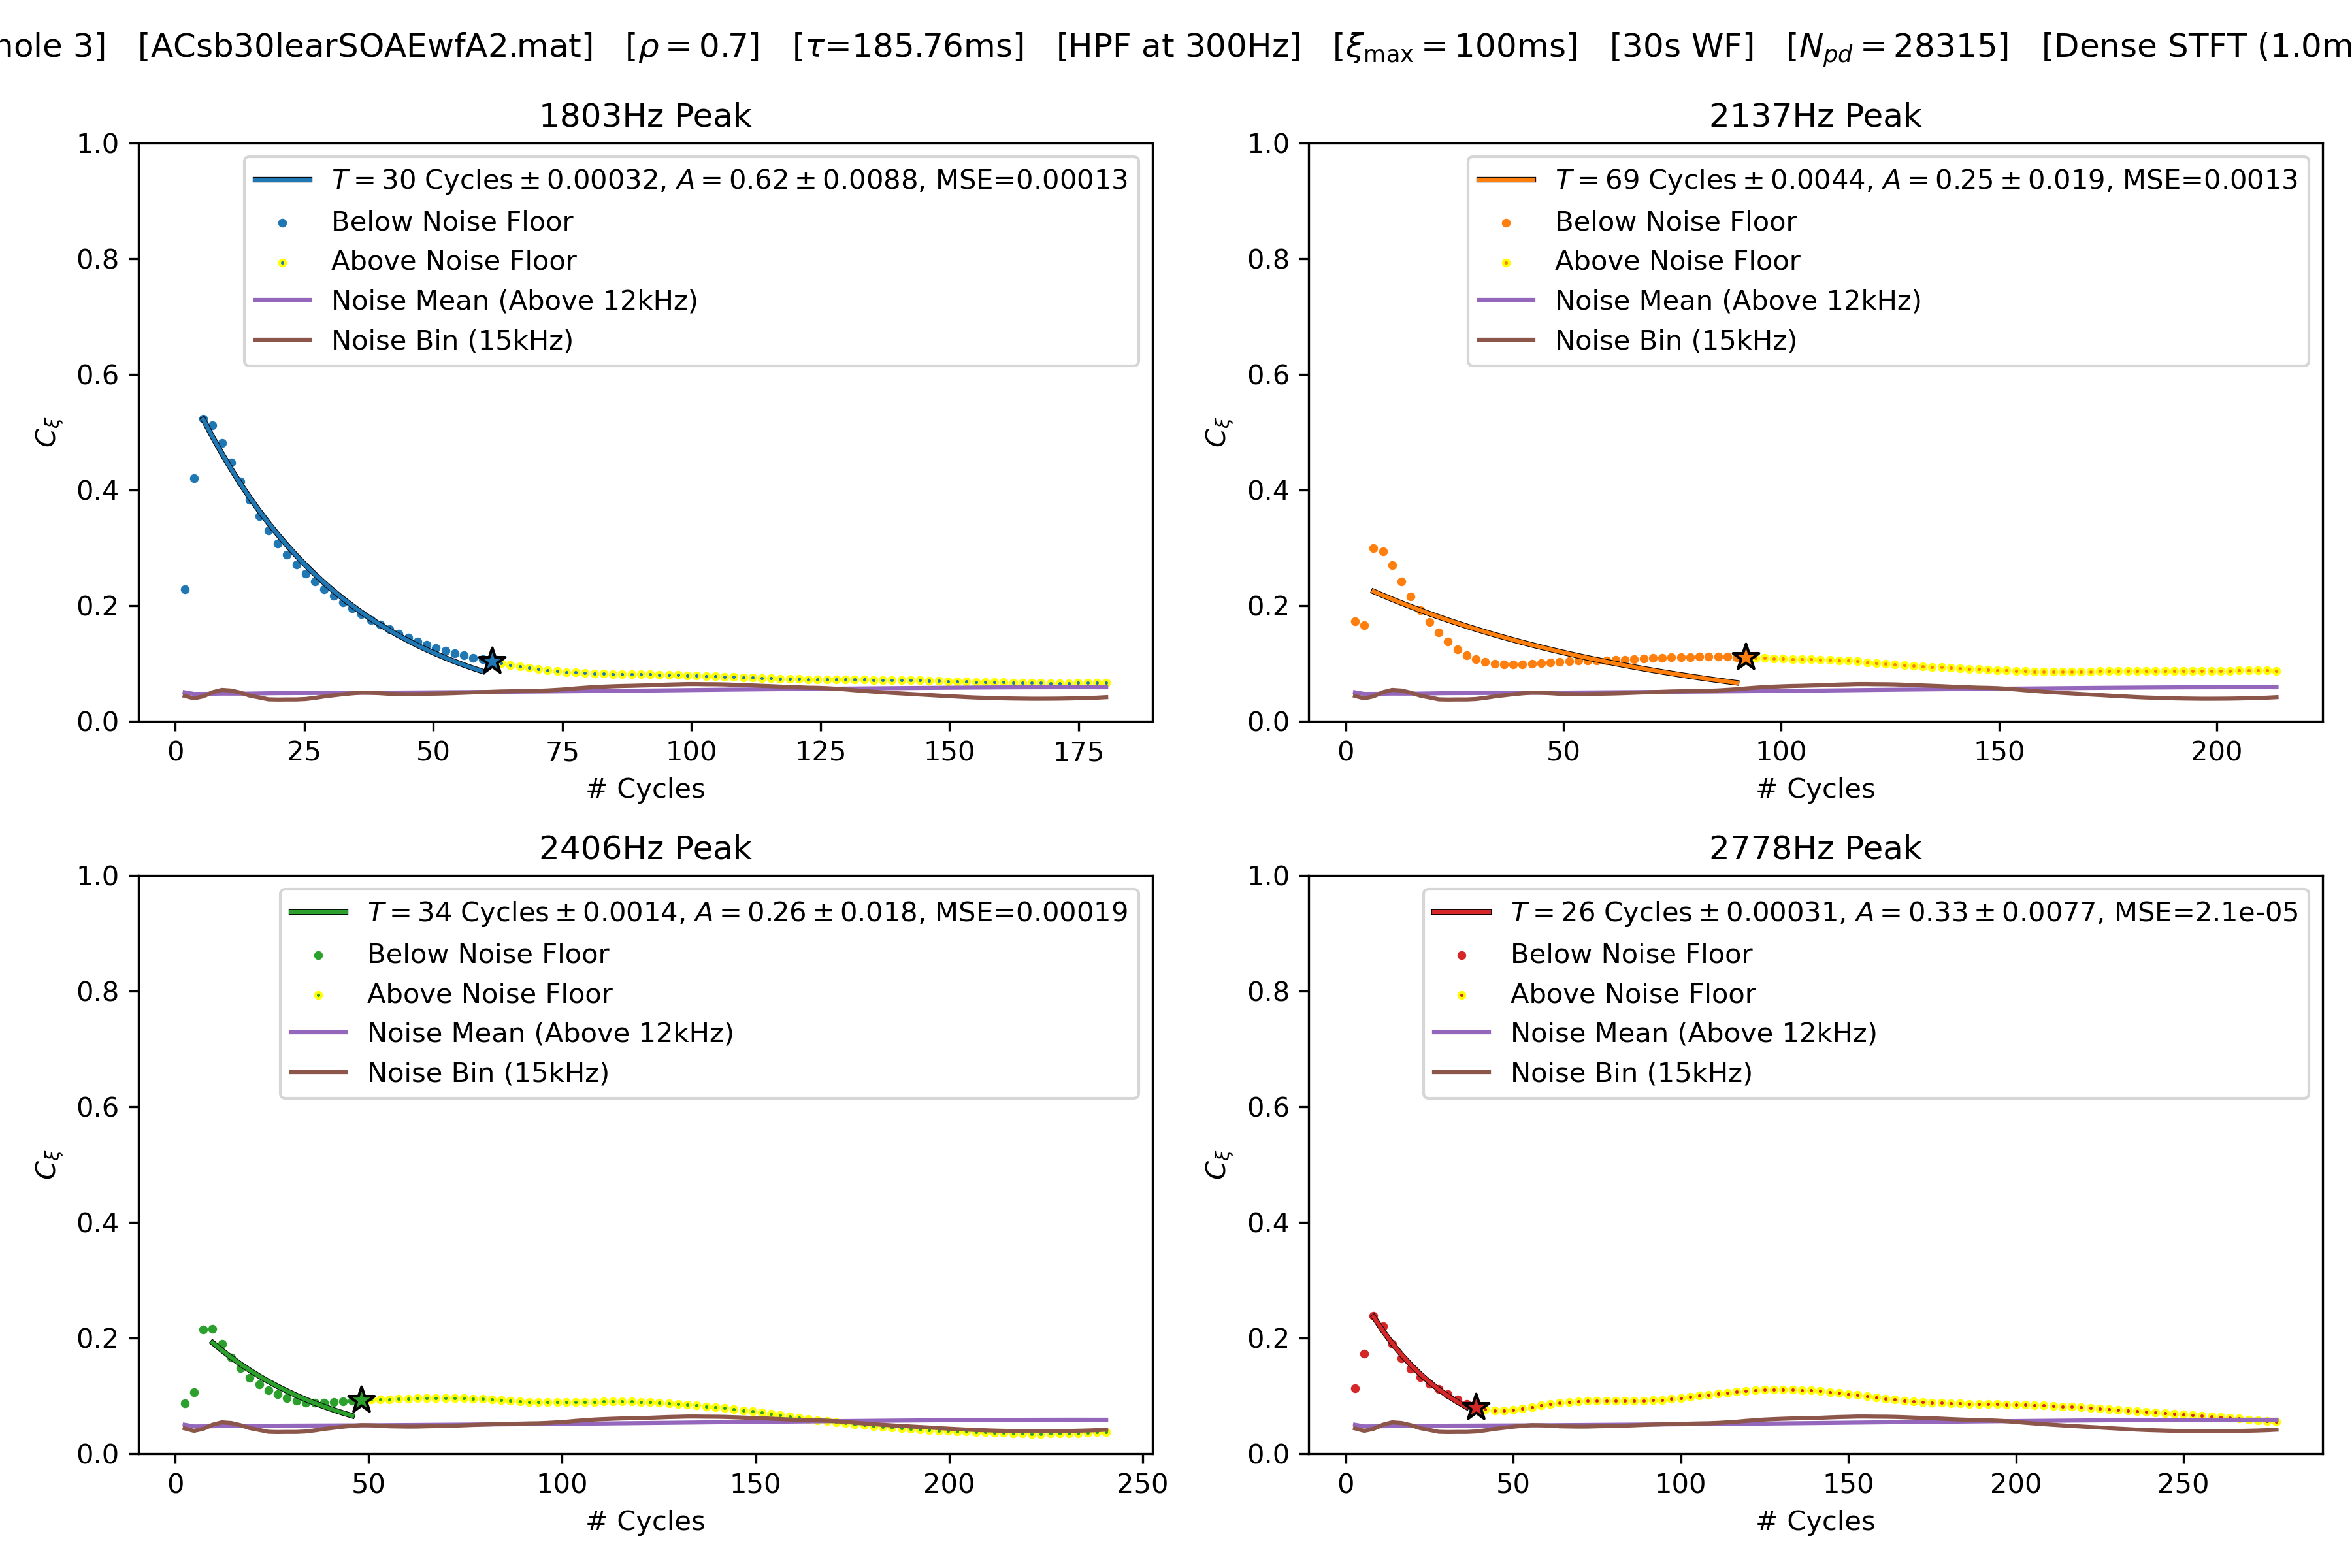 hole 3] [ACsb30learSOAEwfA2.mat] [ρ = 0.7] [τ=185.76ms] [HPF at 300Hz] [ξmax = 100ms] [30s WF] [Npd = 28315] [Dense STFT (1.0m
1803Hz Peak
1.0
0.8
0.6
0.4
0.2
0.0
Cξ
T = 30 Cycles ± 0.00032, A = 0.62 ± 0.0088, MSE=0.00013
Below Noise Floor
Above Noise Floor
Noise Mean (Above 12kHz)
Noise Bin (15kHz)
0 25 50 75 100 125 150 175
# Cycles
2137Hz Peak
1.0
0.8
0.6
0.4
0.2
0.0
Cξ
T = 69 Cycles ± 0.0044, A = 0.25 ± 0.019, MSE=0.0013
Below Noise Floor
Above Noise Floor
Noise Mean (Above 12kHz)
Noise Bin (15kHz)
0 50 100 150 200
# Cycles
2406Hz Peak
1.0
0.8
0.6
0.4
0.2
0.0
Cξ
T = 34 Cycles ± 0.0014, A = 0.26 ± 0.018, MSE=0.00019
Below Noise Floor
Above Noise Floor
Noise Mean (Above 12kHz)
Noise Bin (15kHz)
0 50 100 150 200 250
# Cycles
2778Hz Peak
1.0
0.8
0.6
0.4
0.2
0.0
Cξ
T = 26 Cycles ± 0.00031, A = 0.33 ± 0.0077, MSE=2.1e-05
Below Noise Floor
Above Noise Floor
Noise Mean (Above 12kHz)
Noise Bin (15kHz)
0 50 100 150 200 250
# Cycles